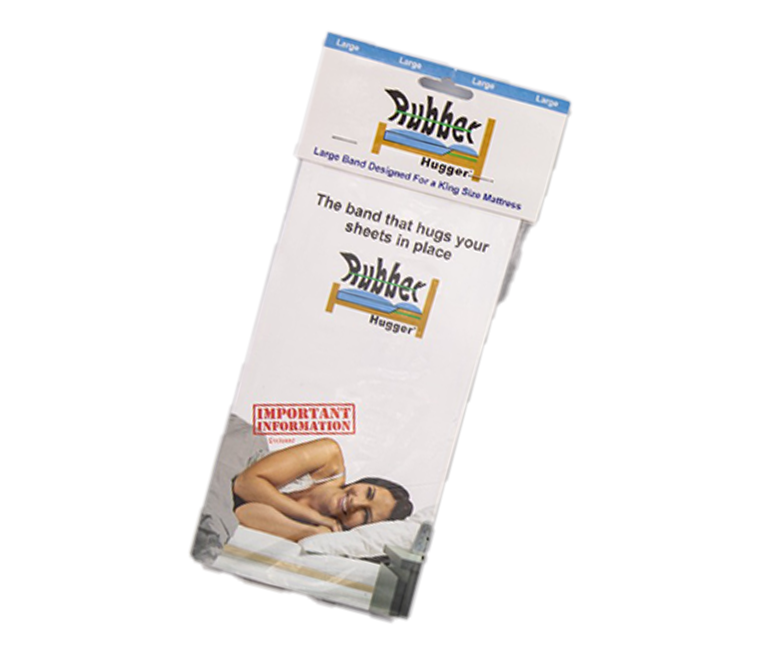 Large Large Large Large
Rubber
Hugger
Large Band Designed For a King Size Mattress
The band that hugs your
sheets in place
Rubber
Hugger
IMPORTANT
INFORMATION
Enclosed